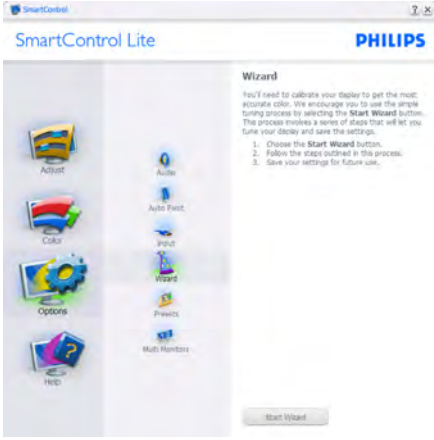 SmartControl
? X
SmartControl Lite
PHILIPS
Adjust
Color
Options
Help
Audio
Auto Pivot
Input
Wizard
Presets
Multi Monitors
Wizard
You'll need to calibrate your display to get the most
accurate color. We encourage you to use the simple
tuning process by selecting the Start Wizard button.
The process involves a series of steps that will let you
tune your display and save the settings.
1. Choose the Start Wizard button.
2. Follow the steps outlined in this process.
3. Save your settings for future use.
Start Wizard